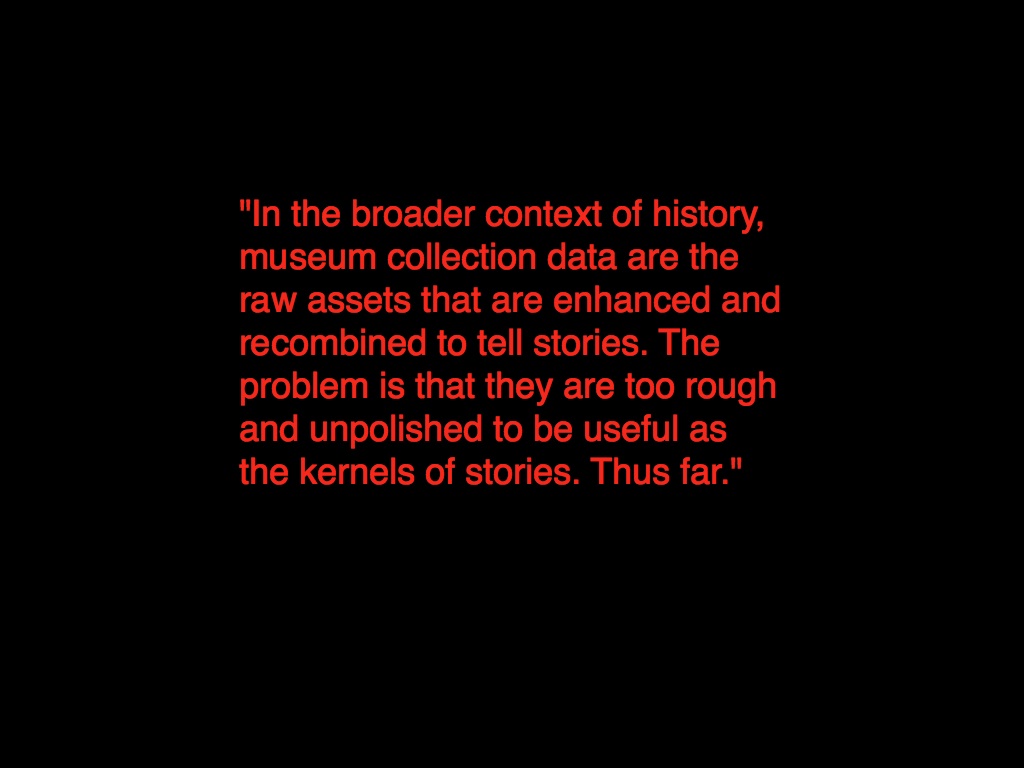 "In the broader context of history,
museum collection data are the
raw assets that are enhanced and
recombined to tell stories. The
problem is that they are too rough
and unpolished to be useful as
the kernels of stories. Thus far."